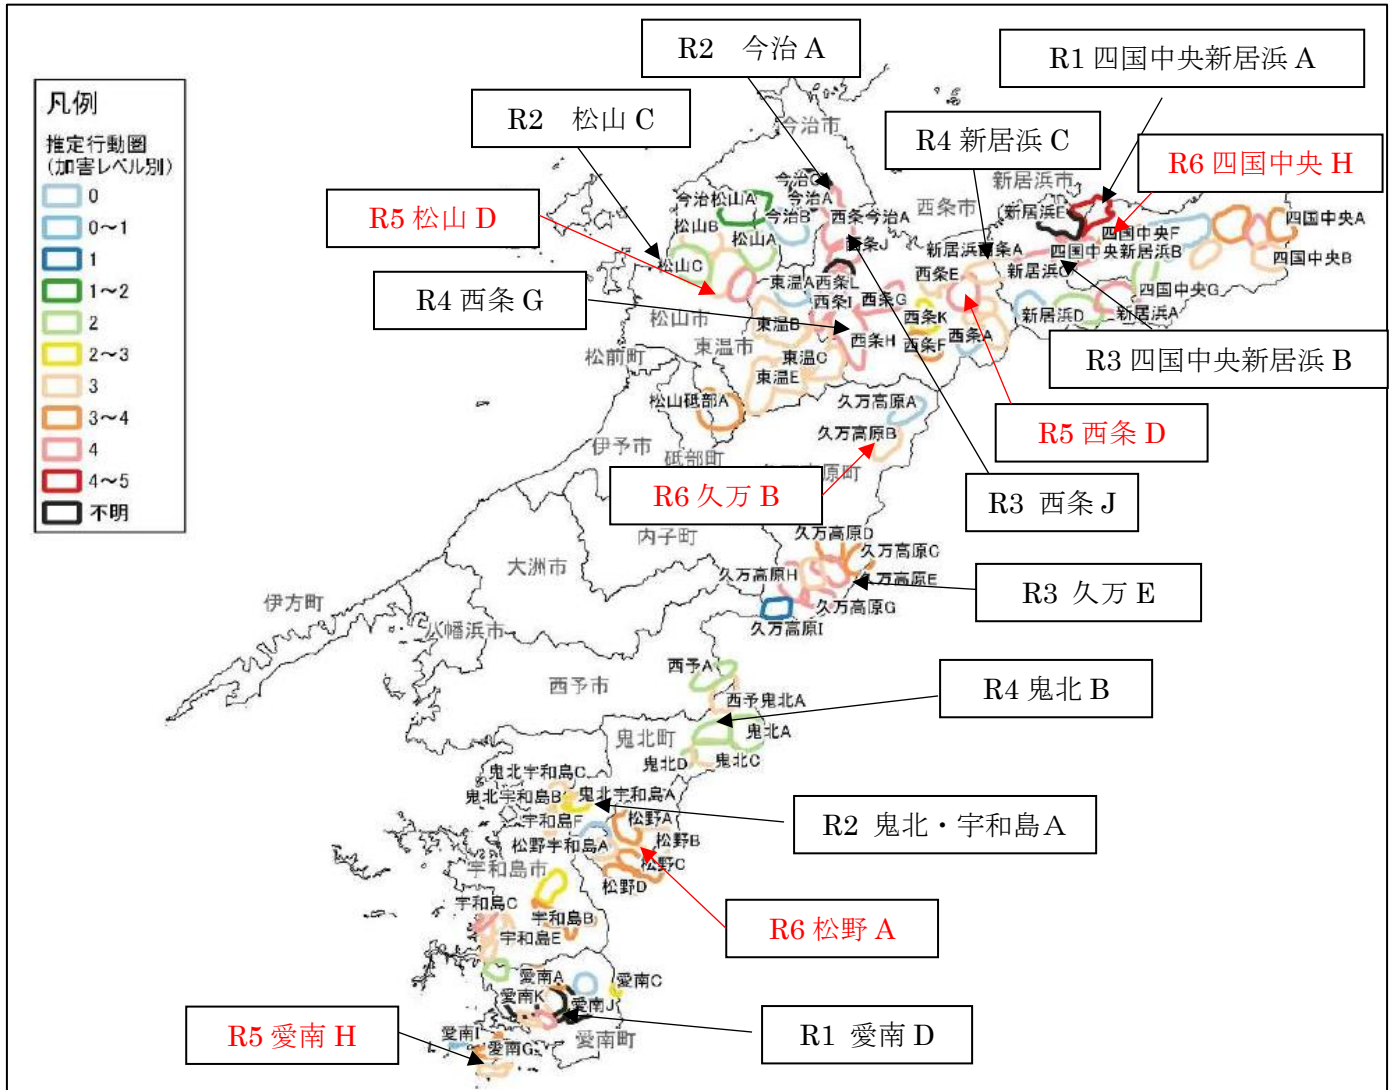 R2　今治 A
R1 四国中央新居浜 A
凡例
推定行動圏
(加害レベル別)
0
0～1
1
1～2
2
2～3
3
3～4
4
4～5
不明
R2　松山 C
R4 新居浜 C
R6 四国中央 H
R5 松山 D
R4 西条 G
R3 四国中央新居浜 B
R5 西条 D
R3 西条 J
R6 久万 B
R3 久万 E
R4 鬼北 B
R2 鬼北・宇和島A
R6 松野 A
R5 愛南 H
R1 愛南 D
今治市
新居浜市
西条市
今治A
今治松山A
今治B
西条今治A
松山B
松山A
西条J
松山C
新居浜西条A
新居浜E
四国中央F
四国中央A
四国中央新居浜B
四国中央B
四国中央G
東温A
西条L
西条I
西条G
西条E
新居浜D
新居浜A
松山市
東温B
西条K
西条A
西条H
西条F
東温市
松前町
東温C
東温E
松山砥部A
久万高原A
久万高原B
伊予市
砥部町
原町
内子町
久万高原D
久万高原C
大洲市
久万高原H
久万高原E
久万高原G
久万高原I
伊方町
八幡浜市
西予A
西予市
西予鬼北A
鬼北町
鬼北A
鬼北D
鬼北C
鬼北宇和島C
鬼北宇和島B
鬼北宇和島A
宇和島F
松野A
松野宇和島A
松野B
松野C
宇和島市
松野D
宇和島C
宇和島B
宇和島E
愛南A
愛南C
愛南K
愛南J
愛南I
愛南G
愛南町